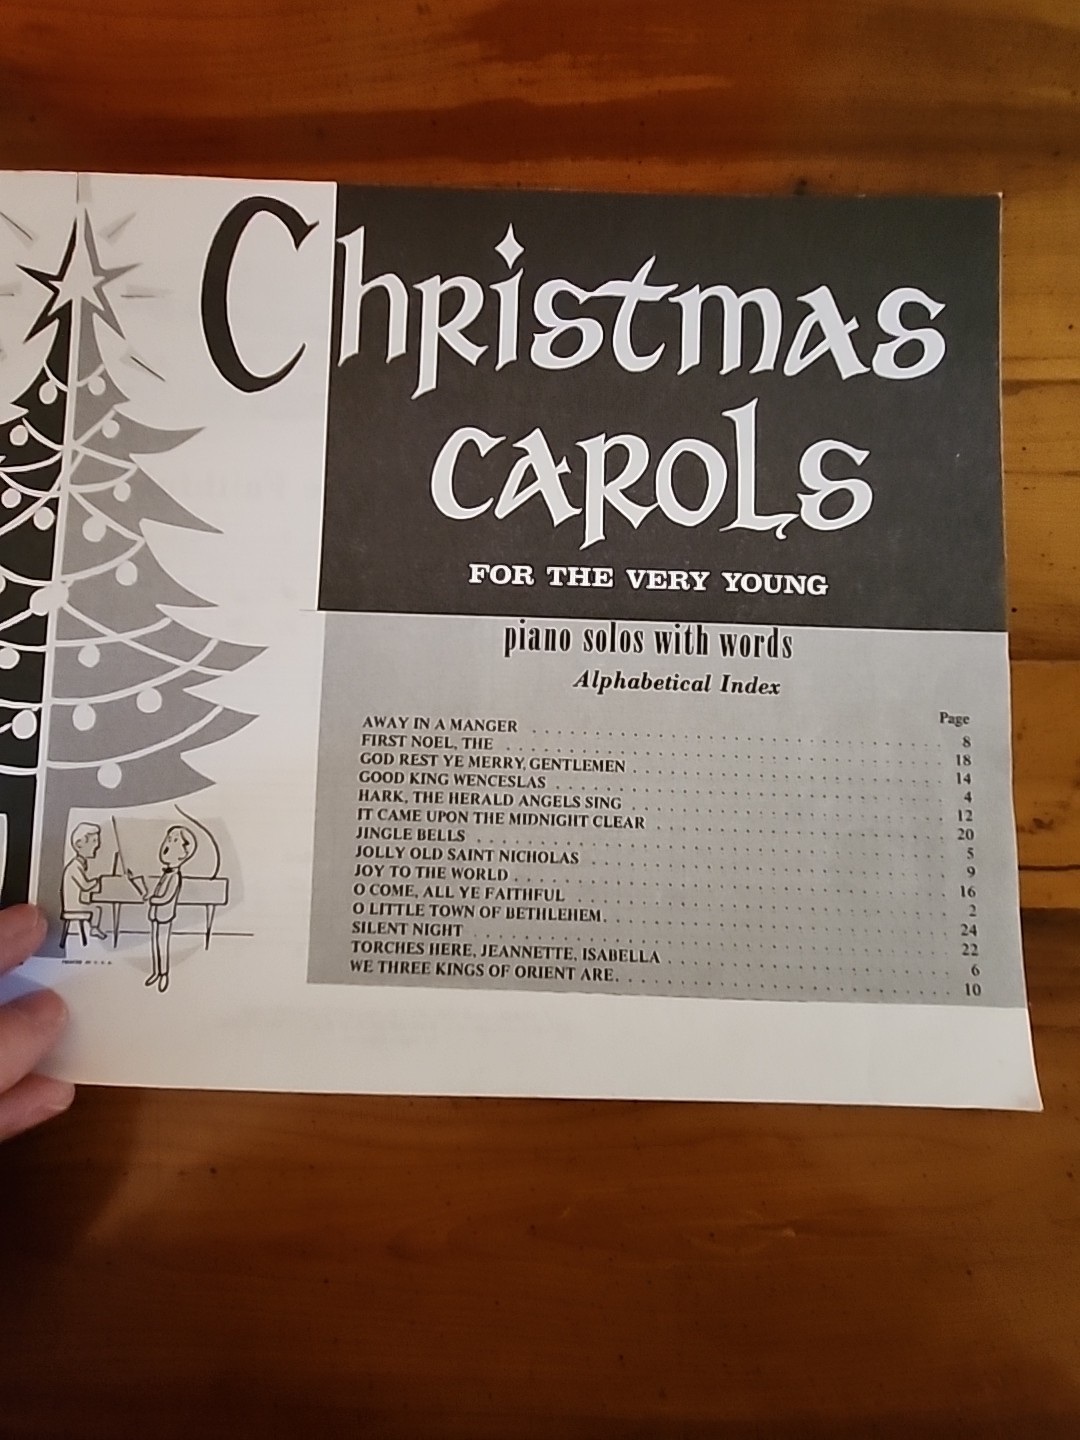 Christmas
CAROLS
FOR THE VERY YOUNG
piano solos with words
Alphabetical Index
Page
AWAY IN A MANGER . . . . . . . . 8
FIRST NOEL, THE . . . . . . . . 18
GOD REST YE MERRY, GENTLEMEN . . . . . . . . 14
GOOD KING WENCESLAS . . . . . . . . 4
HARK, THE HERALD ANGELS SING . . . . . . . . 12
IT CAME UPON THE MIDNIGHT CLEAR . . . . . . . . 20
JINGLE BELLS . . . . . . . . 5
JOLLY OLD SAINT NICHOLAS . . . . . . . . 9
JOY TO THE WORLD . . . . . . . . 16
O COME, ALL YE FAITHFUL . . . . . . . . 2
O LITTLE TOWN OF BETHLEHEM. . . . . . . . . 24
SILENT NIGHT . . . . . . . . 22
TORCHES HERE, JEANNETTE, ISABELLA . . . . . . . . 6
WE THREE KINGS OF ORIENT ARE. . . . . . . . . 10